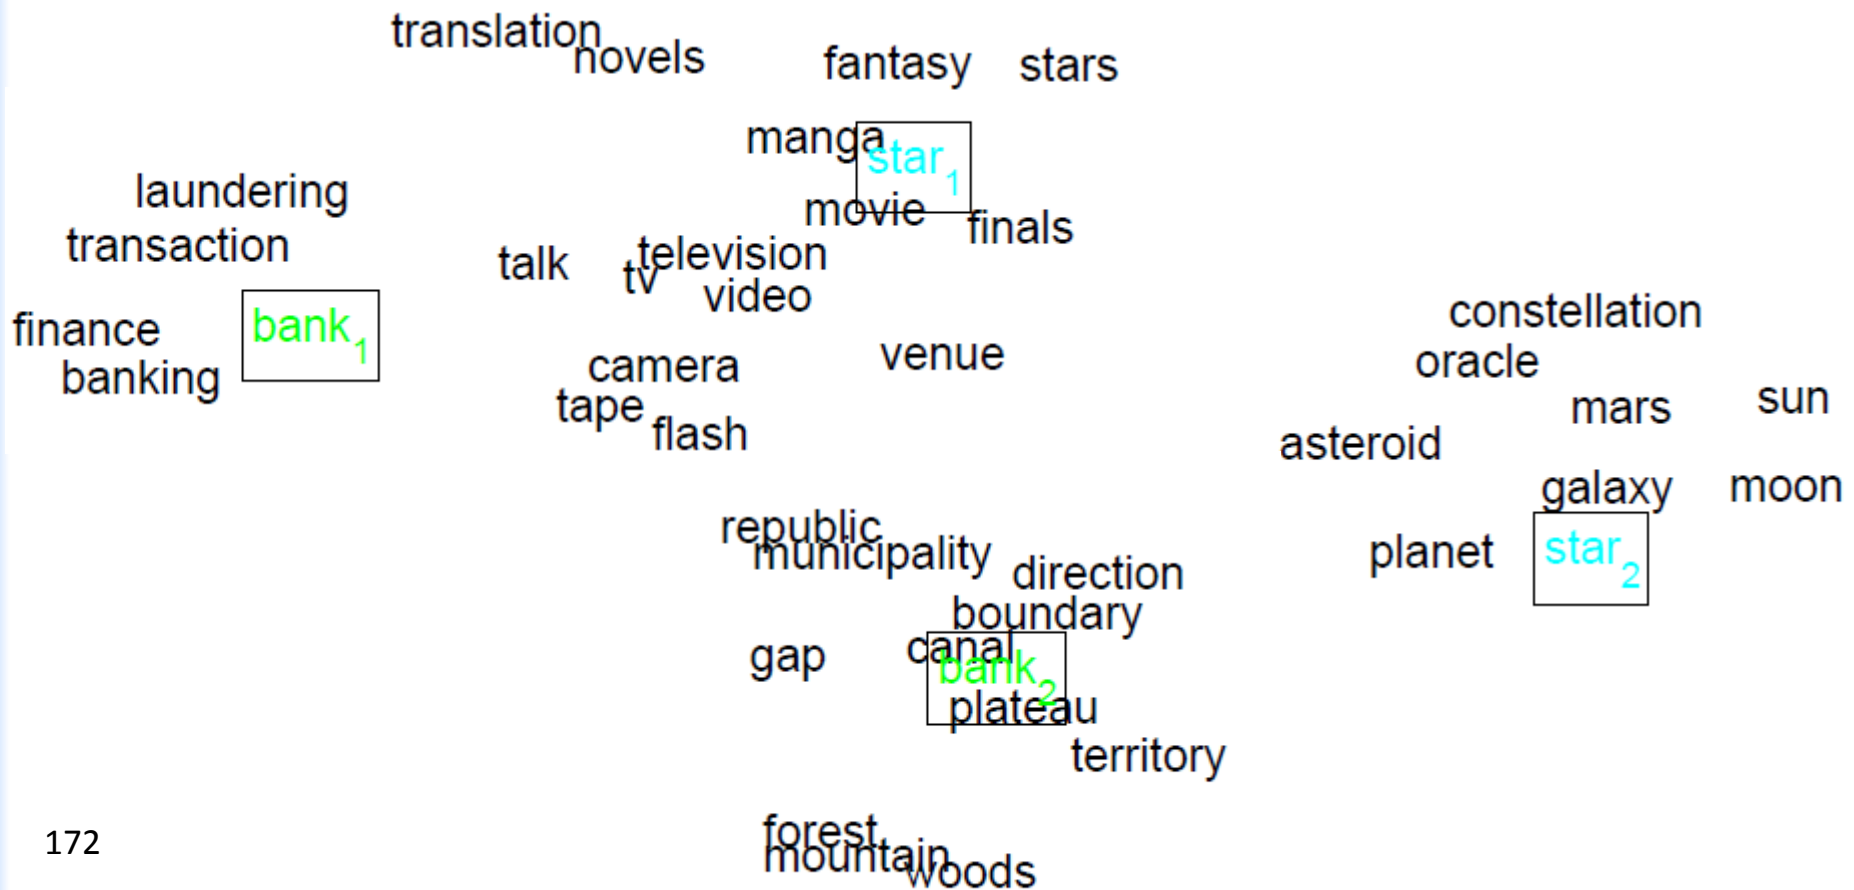 translation
novels
fantasy
stars
manga
star1
laundering
movie
finals
transaction
talk
television
tv
video
constellation
finance
bank1
venue
oracle
banking
camera
sun
tape
mars
flash
asteroid
galaxy
moon
republic
municipality
planet
star2
direction
boundary
gap
canal
bank2
plateau
territory
forest
172
mountain
woods